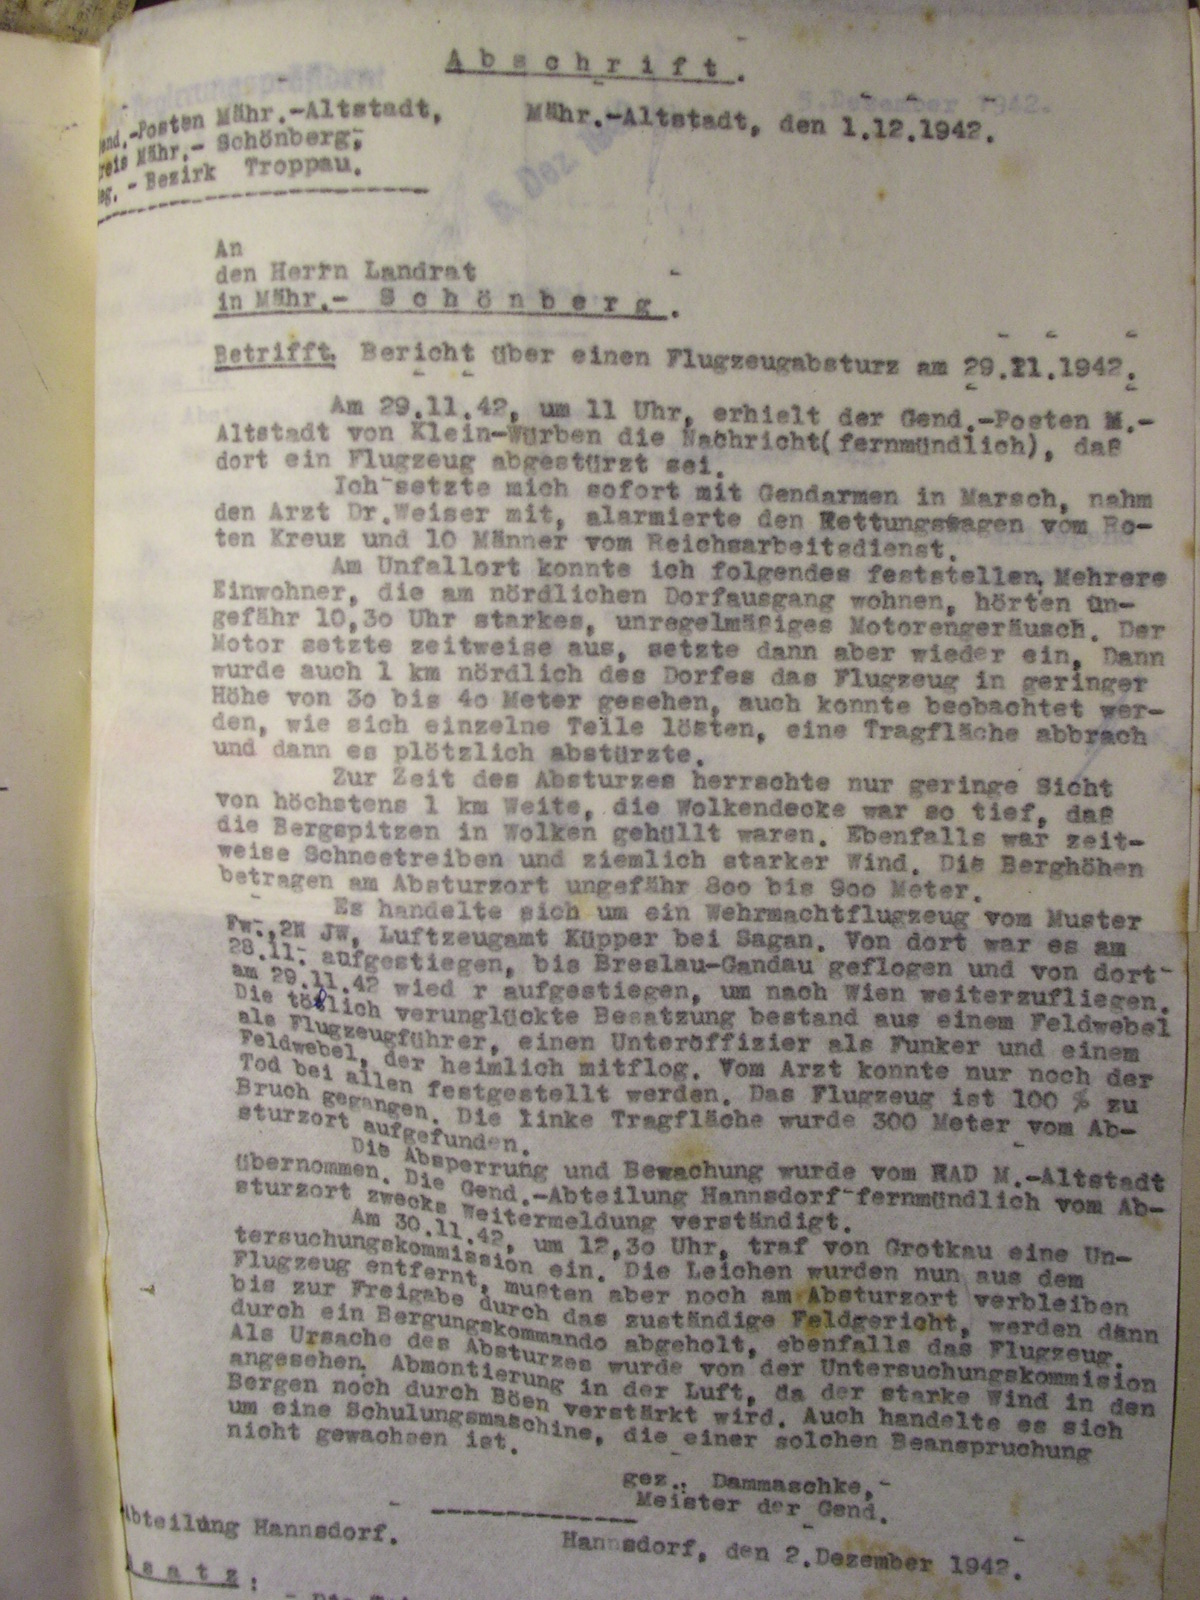 Abschrift.
5.Dezember 1942.
Gend.-Posten Mähr.-Altstadt,
Mähr.-Altstadt, den 1.12.1942.
Kreis Mähr.- Schönberg,
Reg. - Bezirk Troppau.
5. Dez. 1942
An
den Herrn Landrat
in Mähr.- Schönberg.
Betrifft. Bericht über einen Flugzeugabsturz am 29.11.1942.
Am 29.11.42, um 11 Uhr, erhielt der Gend.-Posten M.-
Altstadt von Klein-Würben die Nachricht(fernmündlich), daß
dort ein Flugzeug abgestürzt sei.
Ich setzte mich sofort mit Gendarmen in Marsch, nahm
den Arzt Dr.Weiser mit, alarmierte den Rettungswagen vom Ro-
ten Kreuz und 10 Männer vom Reichsarbeitsdienst.
Am Unfallort konnte ich folgendes feststellen, Mehrere
Einwohner, die am nördlichen Dorfausgang wohnen, hörten un-
gefähr 10,30 Uhr starkes, unregelmäßiges Motorengeräusch. Der
Motor setzte zeitweise aus, setzte dann aber wieder ein. Dann
wurde auch 1 km nördlich des Dorfes das Flugzeug in geringer
Höhe von 30 bis 40 Meter gesehen, auch konnte beobachtet wer-
den, wie sich einzelne Teile lösten, eine Tragfläche abbrach
und dann es plötzlich abstürzte.
Zur Zeit des Absturzes herrschte nur geringe Sicht
von höchstens 1 km Weite, die Wolkendecke war so tief, daß
die Bergspitzen in Wolken gehüllt waren. Ebenfalls war zeit-
weise Schneetreiben und ziemlich starker Wind. Die Berghöhen
betragen am Absturzort ungefähr 800 bis 900 Meter.
Es handelte sich um ein Wehrmachtflugzeug vom Muster
Fw., 2N JW, Luftzeugamt Küpper bei Sagan. Von dort war es am
28.11. aufgestiegen, bis Breslau-Gandau geflogen und von dort
am 29.11.42 wied r aufgestiegen, um nach Wien weiterzufliegen.
Die tödlich verunglückte Besatzung bestand aus einem Feldwebel
als Flugzeugführer, einen Unteroffizier als Funker und einem
Feldwebel, der heimlich mitflog. Vom Arzt konnte nur noch der
Tod bei allen festgestellt werden. Das Flugzeug ist 100 % zu
Bruch gegangen. Die linke Tragfläche wurde 300 Meter vom Ab-
sturzort aufgefunden.
Die Absperrung und Bewachung wurde vom RAD M.-Altstadt
übernommen. Die Gend.-Abteilung Hannsdorf fernmündlich vom Ab-
sturzort zwecks Weitermeldung verständigt.
Am 30.11.42, um 12,30 Uhr, traf von Grotkau eine Un-
tersuchungskommission ein. Die Leichen wurden nun aus dem
Flugzeug entfernt, mußten aber noch am Absturzort verbleiben
bis zur Freigabe durch das zuständige Feldgericht, werden dann
durch ein Bergungskommando abgeholt, ebenfalls das Flugzeug.
Als Ursache des Absturzes wurde von der Untersuchungskommision
angesehen. Abmontierung in der Luft, da der starke Wind in den
Bergen noch durch Böen verstärkt wird. Auch handelte es sich
um eine Schulungsmaschine, die einer solchen Beanspruchung
nicht gewachsen ist.
gez.: Dammaschke,
Meister der Gend.
Abteilung Hannsdorf.
Hannsdorf, den 2.Dezember 1942.